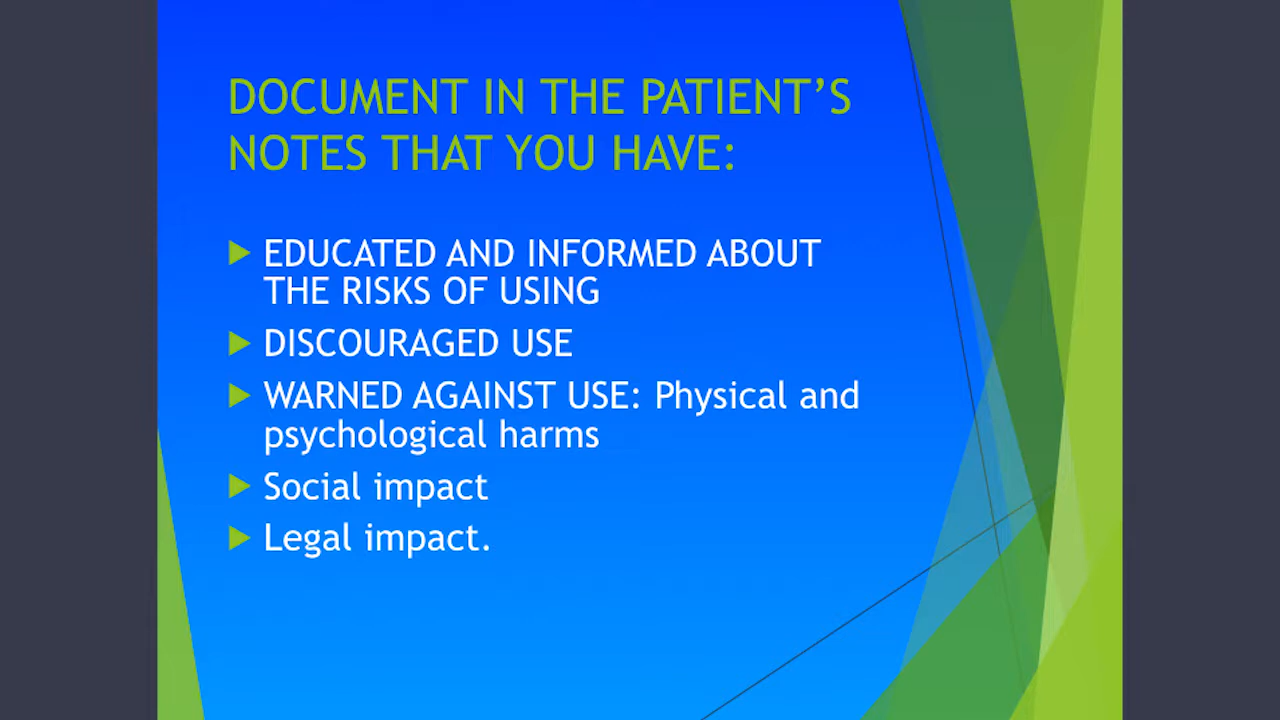 DOCUMENT IN THE PATIENT’S
NOTES THAT YOU HAVE:
EDUCATED AND INFORMED ABOUT
THE RISKS OF USING
DISCOURAGED USE
WARNED AGAINST USE: Physical and
psychological harms
Social impact
Legal impact.